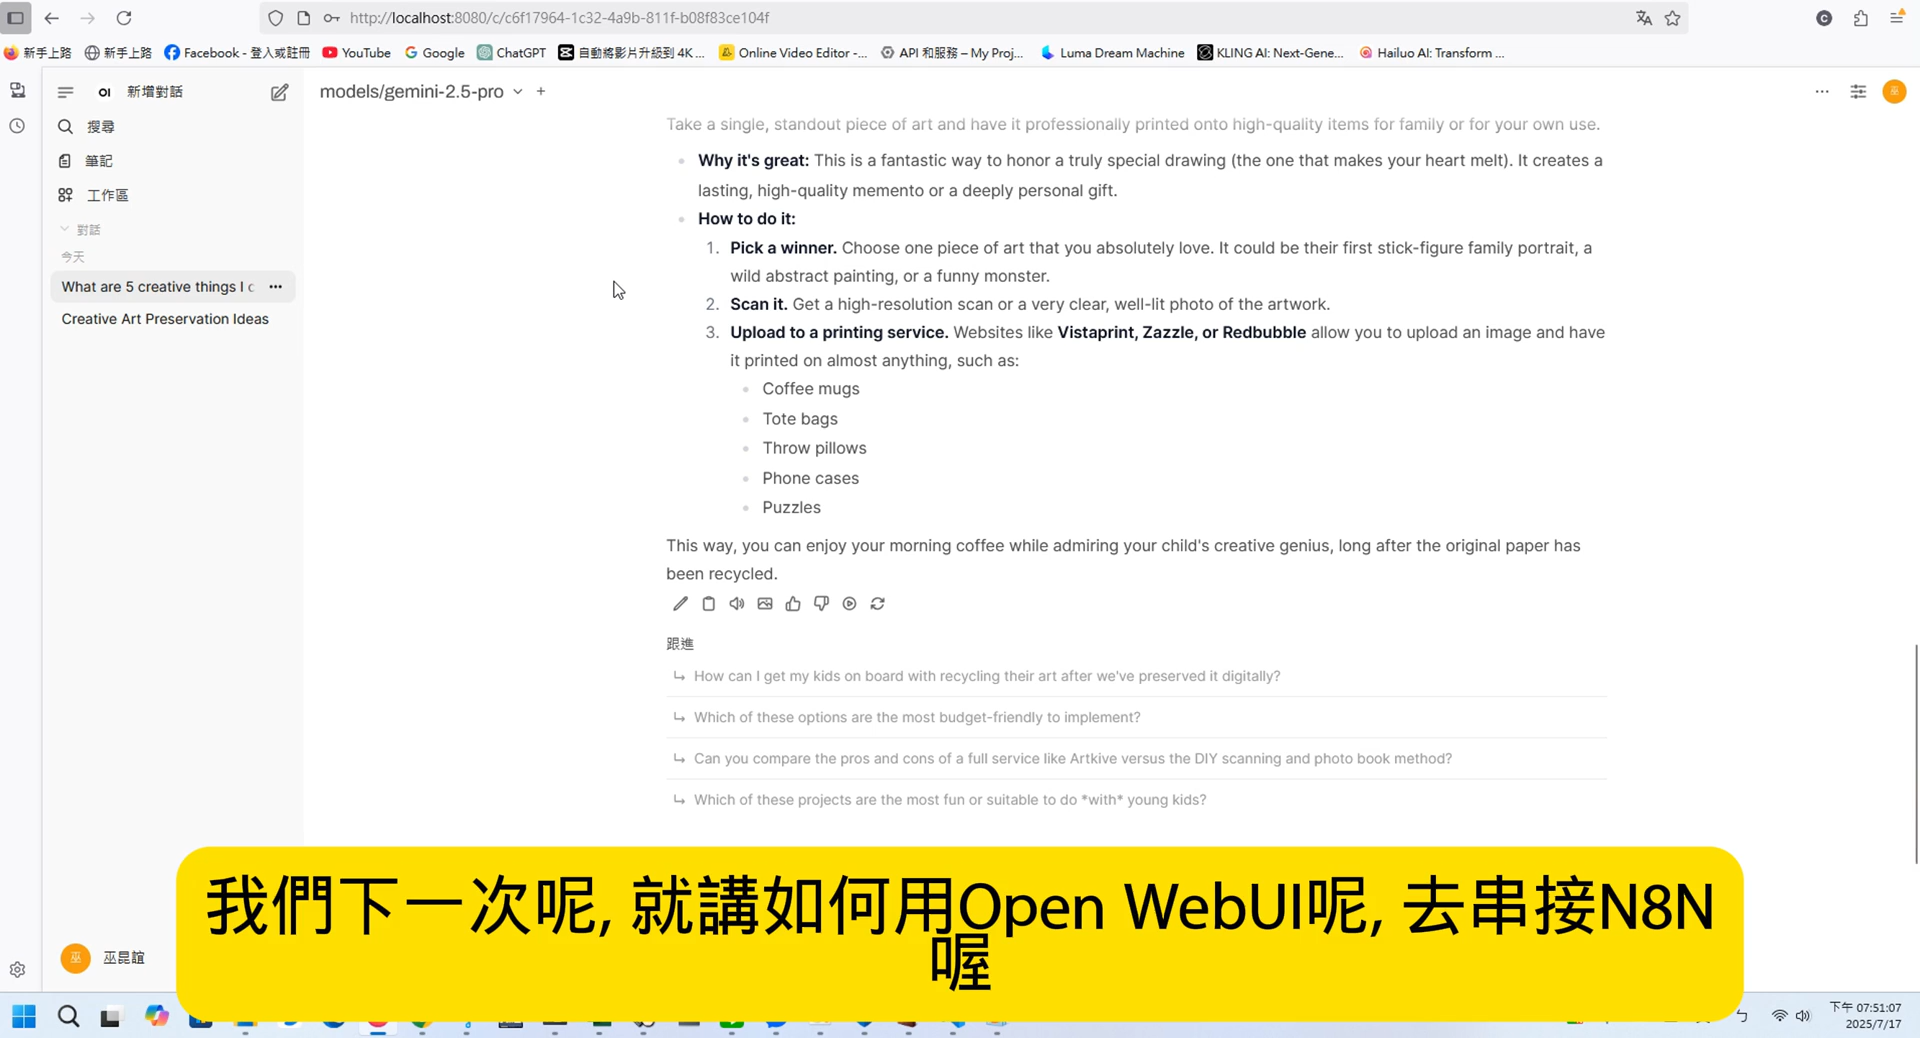 http://localhost:8080/c/c6f17964-1c32-4a9b-811f-b08f83ce104f
新手上路
新手上路
Facebook - 登入或註冊
YouTube
Google
ChatGPT
自動將影片升級到 4K ...
Online Video Editor -...
API 和服務 – My Proj...
Luma Dream Machine
KLING AI: Next-Gene...
Hailuo AI: Transform ...
OI 新增對話
搜尋
筆記
工作區
對話
今天
What are 5 creative things I c
Creative Art Preservation Ideas
models/gemini-2.5-pro
Take a single, standout piece of art and have it professionally printed onto high-quality items for family or for your own use.
Why it's great: This is a fantastic way to honor a truly special drawing (the one that makes your heart melt). It creates a
lasting, high-quality memento or a deeply personal gift.
How to do it:
1. Pick a winner. Choose one piece of art that you absolutely love. It could be their first stick-figure family portrait, a
wild abstract painting, or a funny monster.
2. Scan it. Get a high-resolution scan or a very clear, well-lit photo of the artwork.
3. Upload to a printing service. Websites like Vistaprint, Zazzle, or Redbubble allow you to upload an image and have
it printed on almost anything, such as:
Coffee mugs
Tote bags
Throw pillows
Phone cases
Puzzles
This way, you can enjoy your morning coffee while admiring your child's creative genius, long after the original paper has
been recycled.
跟進
How can I get my kids on board with recycling their art after we've preserved it digitally?
Which of these options are the most budget-friendly to implement?
Can you compare the pros and cons of a full service like Artkive versus the DIY scanning and photo book method?
Which of these projects are the most fun or suitable to do *with* young kids?
巫 巫昆誼
我們下一次呢, 就講如何用Open WebUI呢, 去串接N8N
喔
下午 07:51:07
2025/7/17